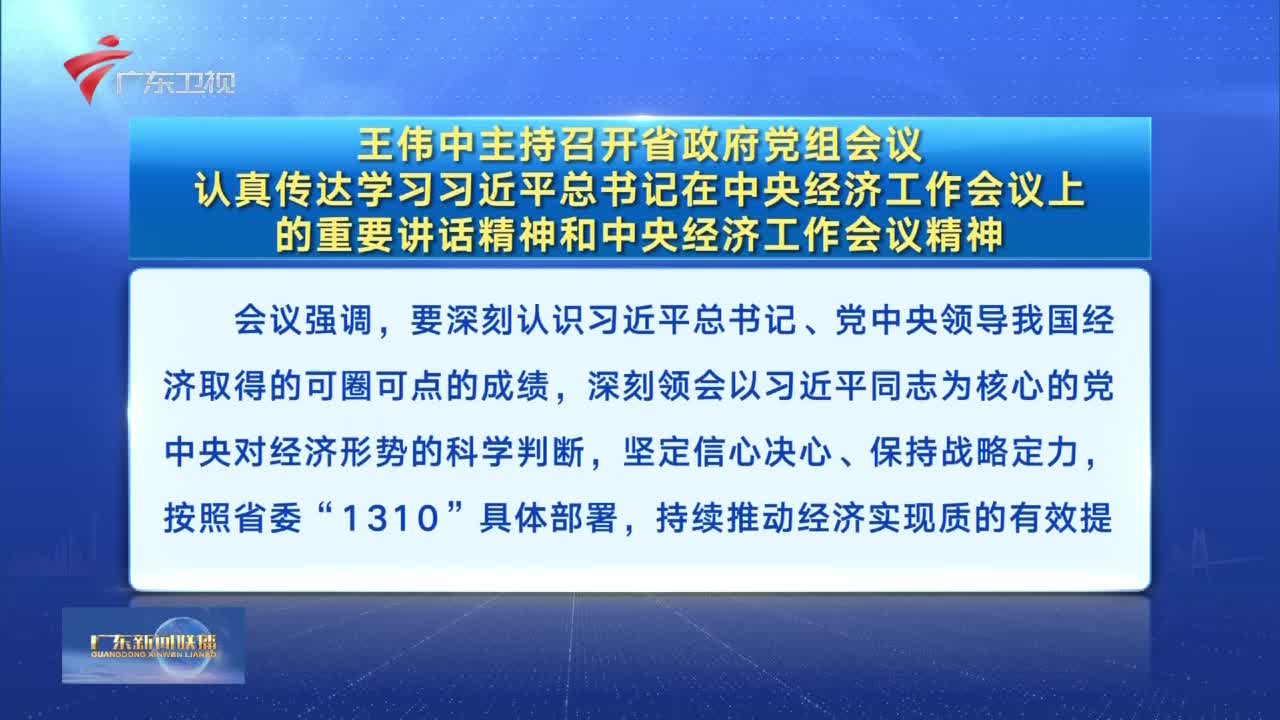 广东卫视
王伟中主持召开省政府党组会议
认真传达学习习近平总书记在中央经济工作会议上
的重要讲话精神和中央经济工作会议精神
会议强调，要深刻认识习近平总书记、党中央领导我国经
济取得的可圈可点的成绩，深刻领会以习近平同志为核心的党
中央对经济形势的科学判断，坚定信心决心、保持战略定力，
按照省委“1310”具体部署，持续推动经济实现质的有效提
广东新闻联播
GUANGDONG XINWEN LIANBO